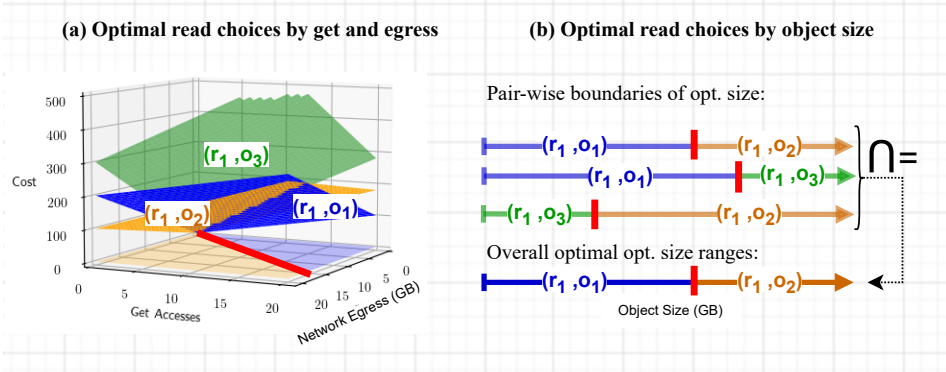 (a) Optimal read choices by get and egress
500
400
300
200
100
0
Cost
(r1 ,o3)
(r1 ,o2)
(r1 ,o1)
0
5
10
15
20
Get Accesses
20
15
10
5
0
Network Egress (GB)
(b) Optimal read choices by object size
Pair-wise boundaries of opt. size:
(r1 ,o1) (r1 ,o2)
(r1 ,o1) (r1 ,o3)
(r1 ,o3) (r1 ,o2)
⋂=
Overall optimal opt. size ranges:
(r1 ,o1) (r1 ,o2)
Object Size (GB)